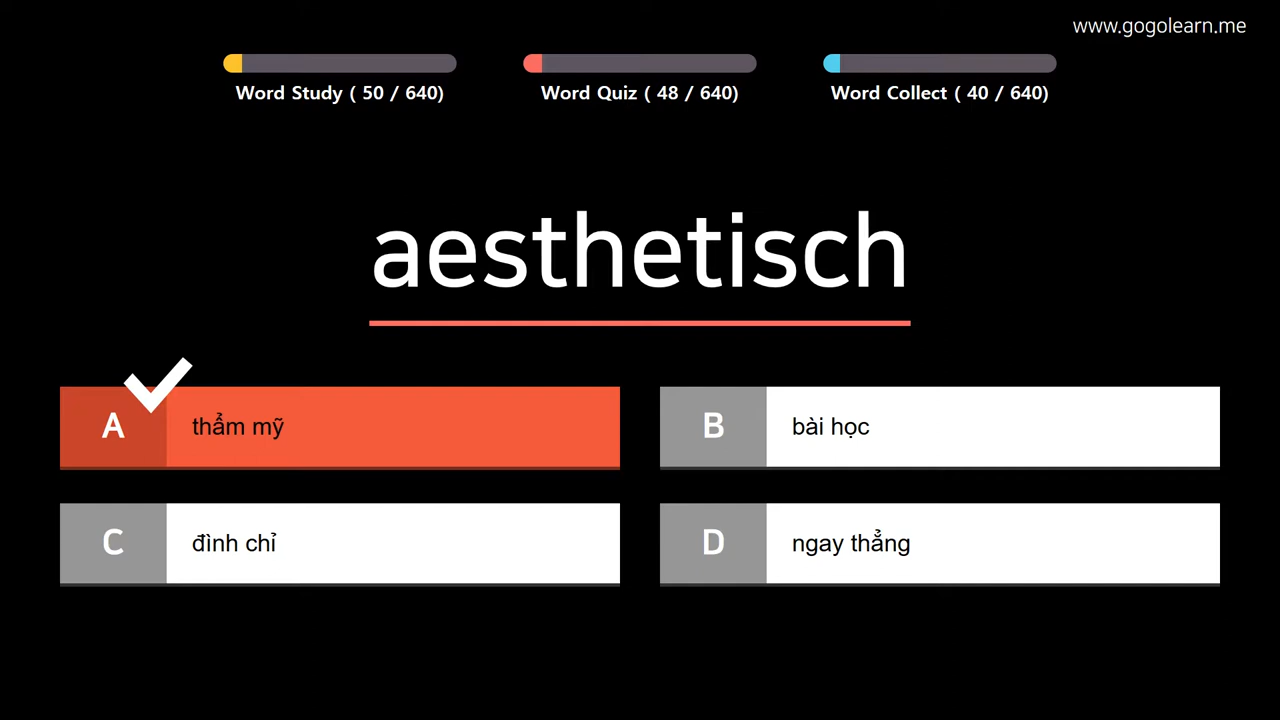 www.gogolearn.me
Word Study ( 50 / 640)
Word Quiz ( 48 / 640)
Word Collect ( 40 / 640)
aesthetisch
A
thẩm mỹ
B
bài học
C
đình chỉ
D
ngay thẳng